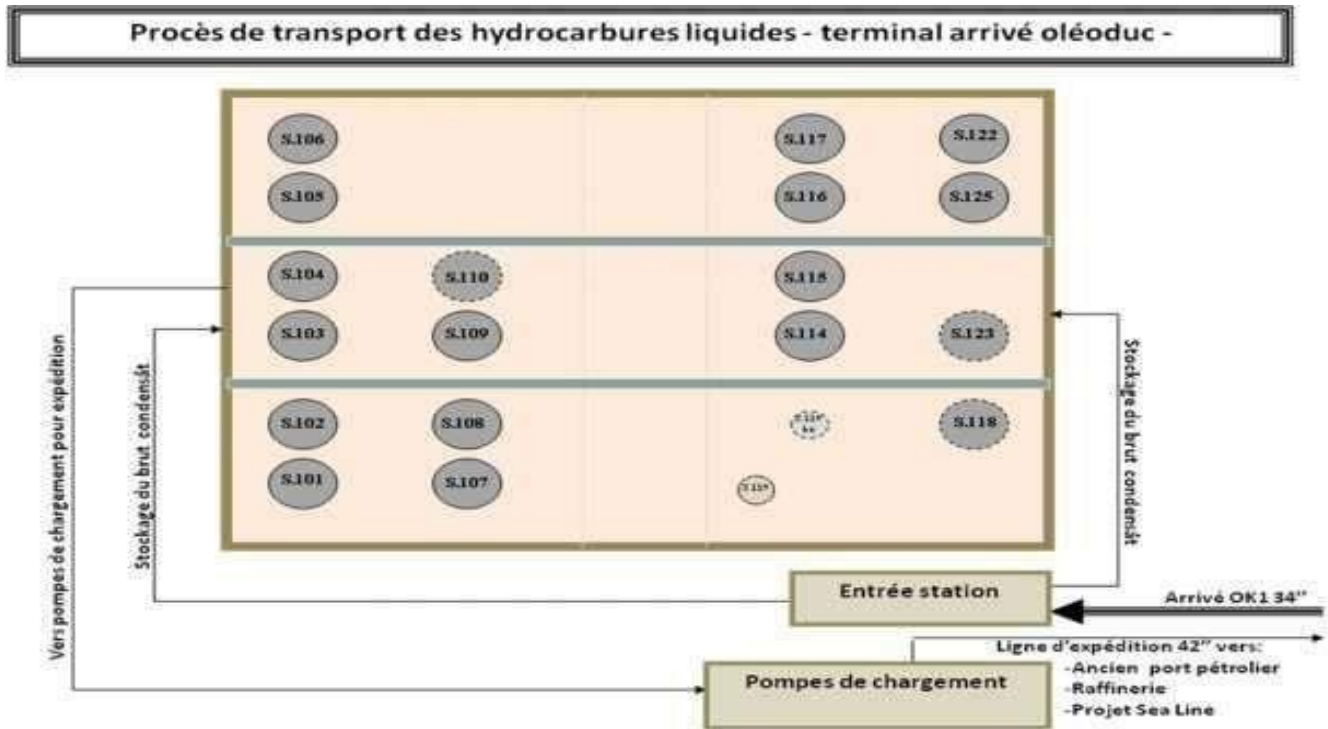 Procès de transport des hydrocarbures liquides - terminal arrivé oléoduc -
S.106
S.117
S.122
S.105
S.116
S.125
S.104
S.110
S.115
S.103
S.109
S.114
S.123
S.102
S.108
S.118
S.101
S.107
Vers pompes de chargement pour expédition
Stockage du brut condensât
Stockage du brut condensât
Entrée station
Arrivé OK1 34’’
Ligne d'expédition 42’’ vers:
-Ancien port pétrolier
-Raffinerie
-Projet Sea Line
Pompes de chargement